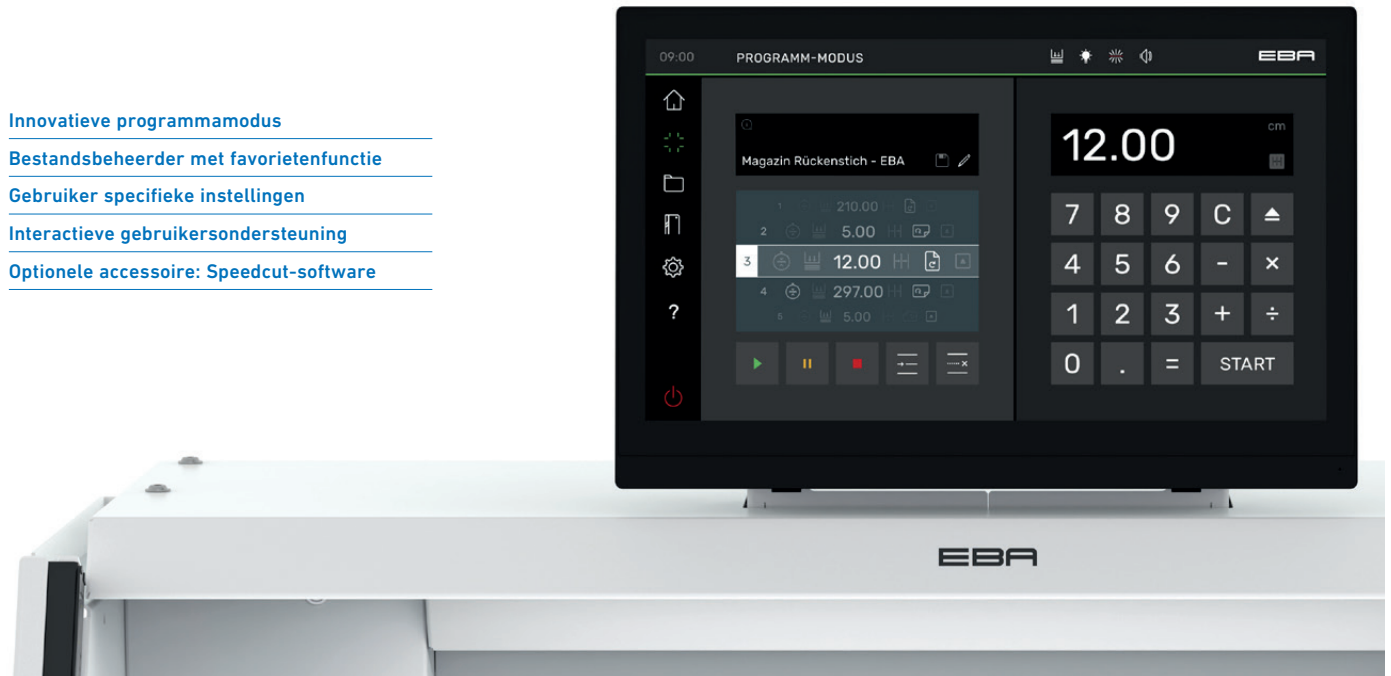 Innovatieve programmamodus
Bestandsbeheerder met favorietenfunctie
Gebruiker specifieke instellingen
Interactieve gebruikersondersteuning
Optionele accessoire: Speedcut-software
09:00 PROGRAMM-MODUS EBA
Magazin Rückenstich - EBA
1 210.00
2 5.00
3 12.00
4 297.00
5 5.00
?
12.00 cm
7 8 9 C
4 5 6 - ×
1 2 3 + ÷
0 . = START
EBA